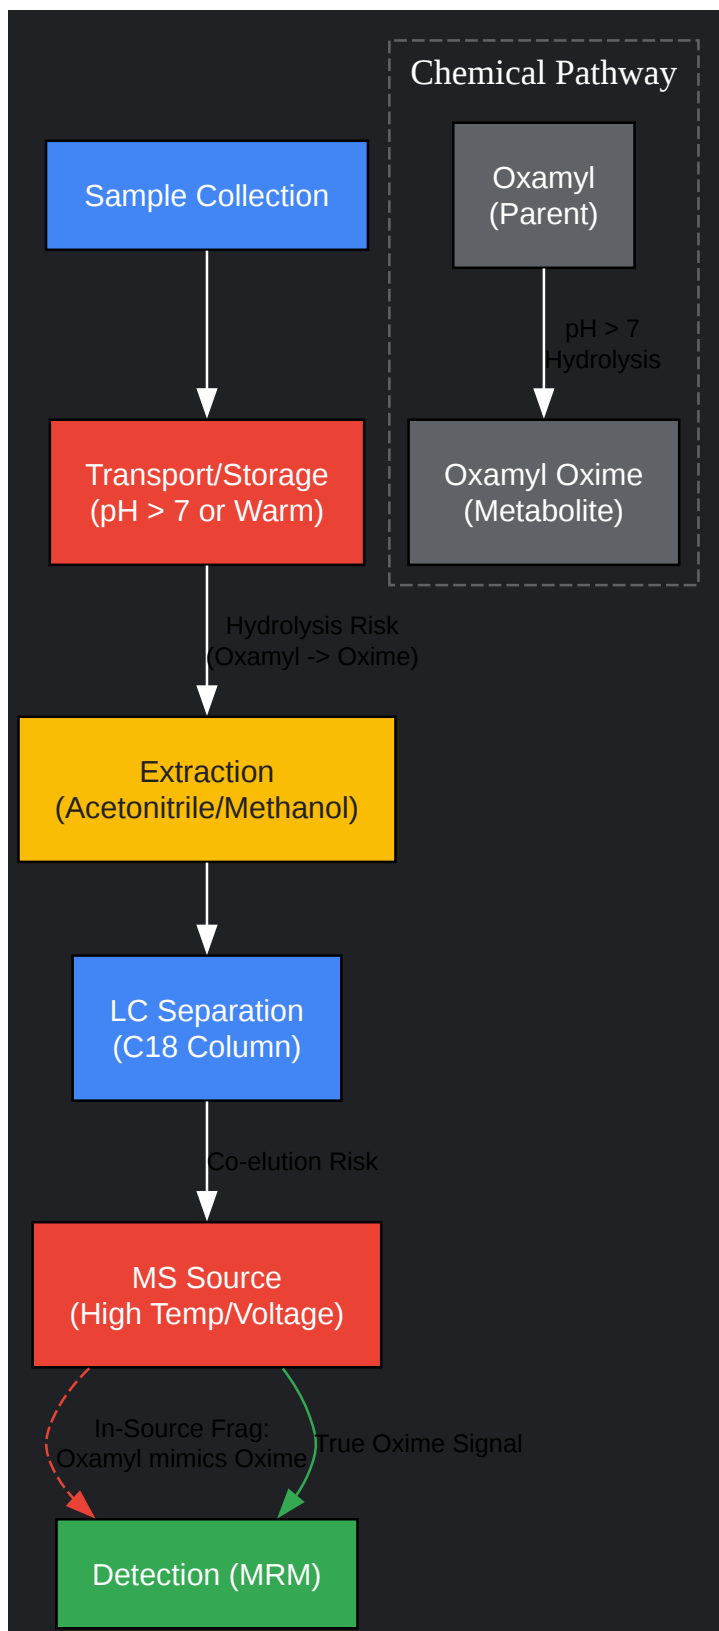 Chemical Pathway
Oxamyl
(Parent)
pH > 7
Hydrolysis
Oxamyl Oxime
(Metabolite)
Sample Collection
Transport/Storage
(pH > 7 or Warm)
Hydrolysis Risk
(Oxamyl -> Oxime)
Extraction
(Acetonitrile/Methanol)
LC Separation
(C18 Column)
Co-elution Risk
MS Source
(High Temp/Voltage)
In-Source Frag:
Oxamyl mimics Oxime
True Oxime Signal
Detection (MRM)